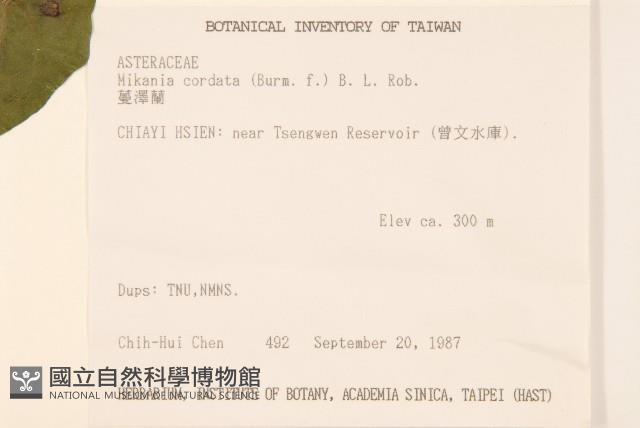 BOTANICAL INVENTORY OF TAIWAN
ASTERACEAE
Mikania cordata (Burm. f.) B. L. Rob.
蔓澤蘭
CHIAYI HSIEN: near Tsengwen Reservoir (曾文水庫).
Elev ca. 300 m
Dups: TNU,NMNS.
Chih-Hui Chen 492 September 20, 1987
HERBARIUM, INSTITUTE OF BOTANY, ACADEMIA SINICA, TAIPEI (HAST)
國立自然科學博物館
NATIONAL MUSEUM OF NATURAL SCIENCE